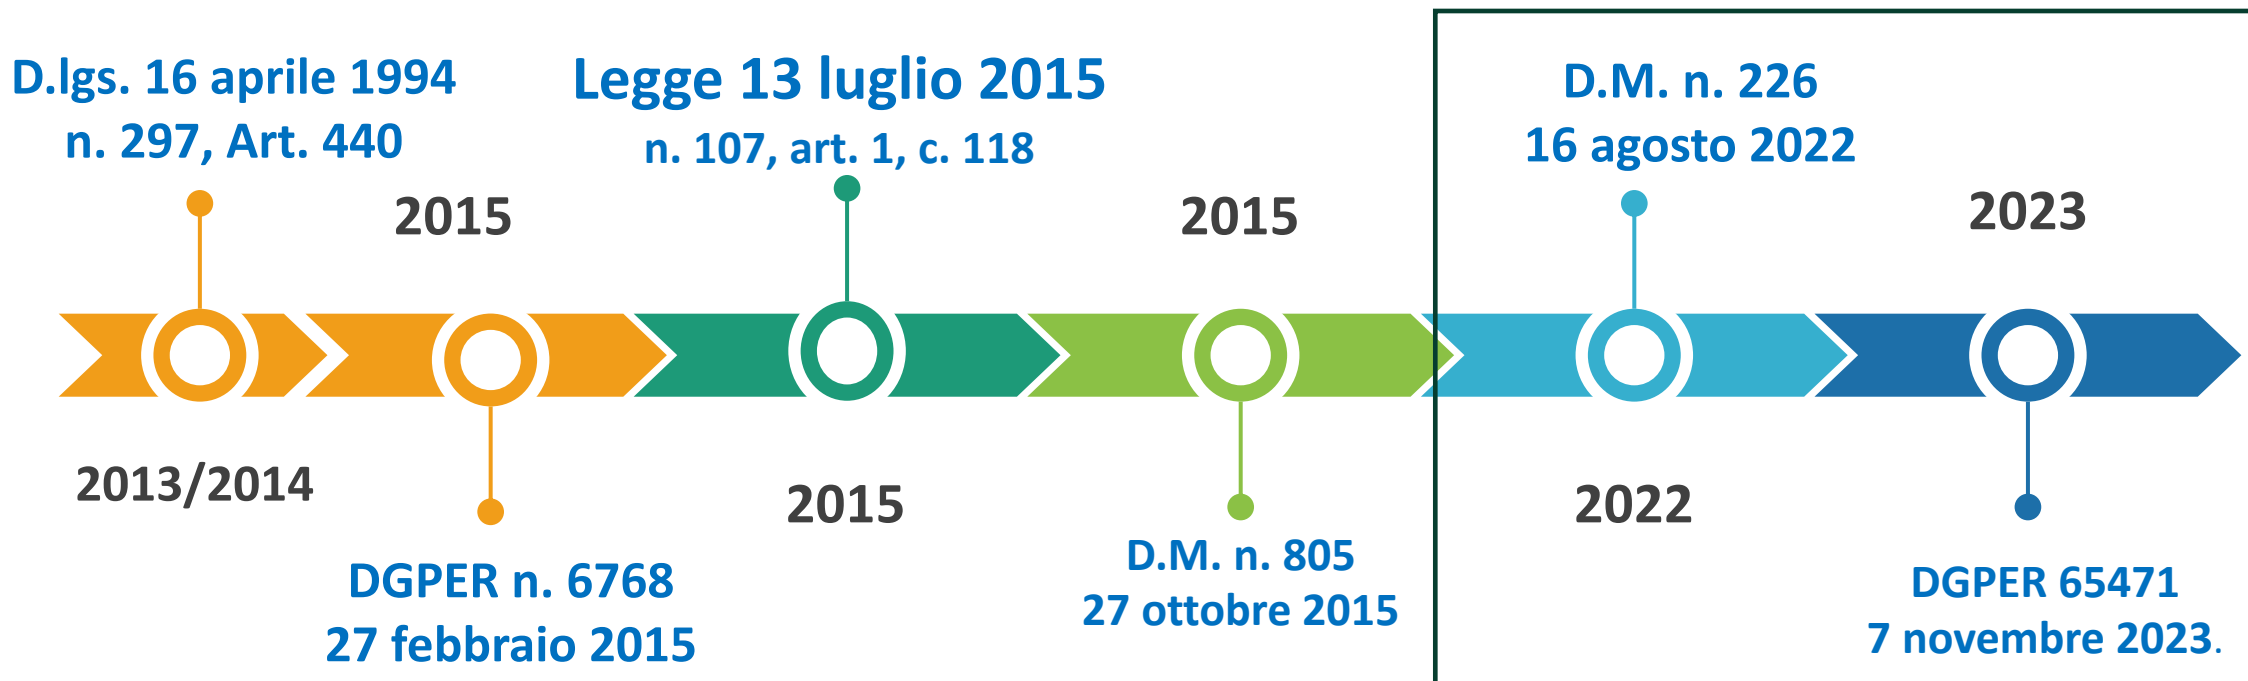 D.lgs. 16 aprile 1994
n. 297, Art. 440
2013/2014
2015
DGPER n. 6768
27 febbraio 2015
Legge 13 luglio 2015
n. 107, art. 1, c. 118
2015
2015
D.M. n. 805
27 ottobre 2015
D.M. n. 226
16 agosto 2022
2022
2023
DGPER 65471
7 novembre 2023.